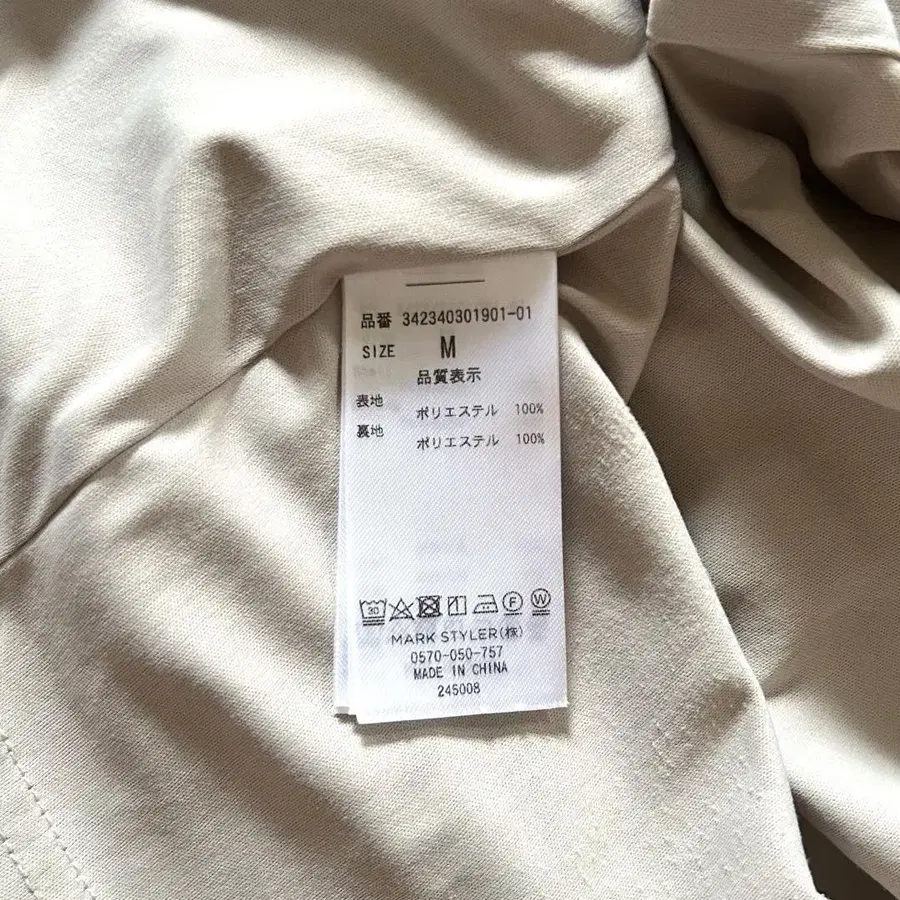 品番 342340301901-01
SIZE M
品質表示
表地 ポリエステル 100%
裏地 ポリエステル 100%
30 F W
MARK STYLER(株)
0570-050-757
MADE IN CHINA
245008